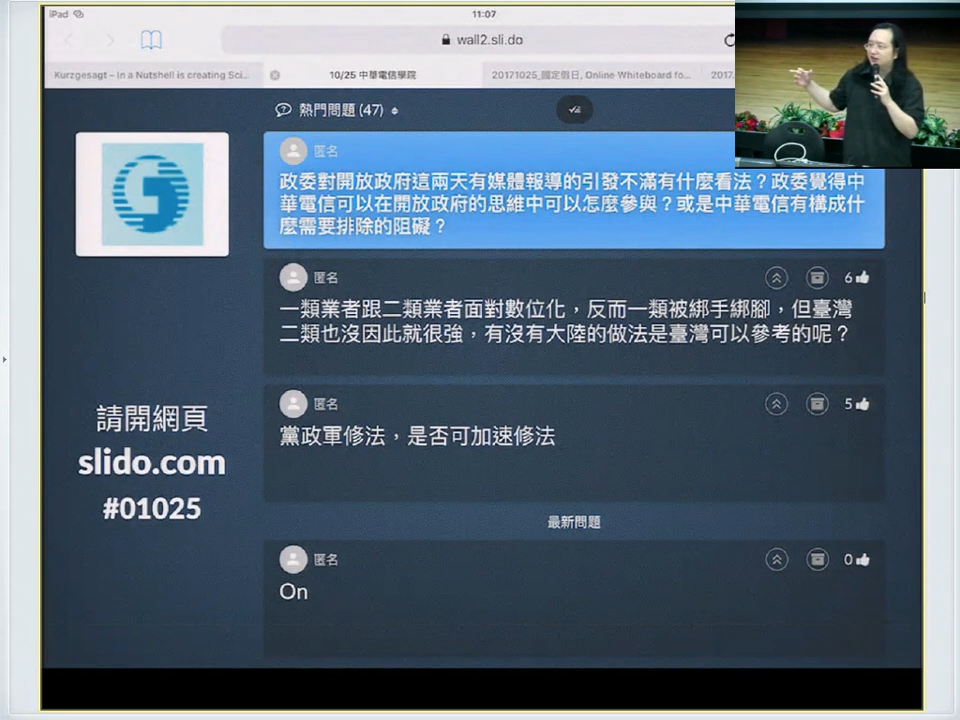 iPad
11:07
wall2.sli.do
Kurzgesagt – In a Nutshell is creating Sci...
10/25 中華電信學院
20171025_國定假日, Online Whiteboard fo...
2017
熱門問題 (47)
匿名
政委對開放政府這兩天有媒體報導的引發不滿有什麼看法？政委覺得中
華電信可以在開放政府的思維中可以怎麼參與？或是中華電信有構成什
麼需要排除的阻礙？
匿名
6
一類業者跟二類業者面對數位化，反而一類被綁手綁腳，但臺灣
二類也沒因此就很強，有沒有大陸的做法是臺灣可以參考的呢？
匿名
5
黨政軍修法，是否可加速修法
請開網頁
slido.com
#01025
最新問題
匿名
0
On